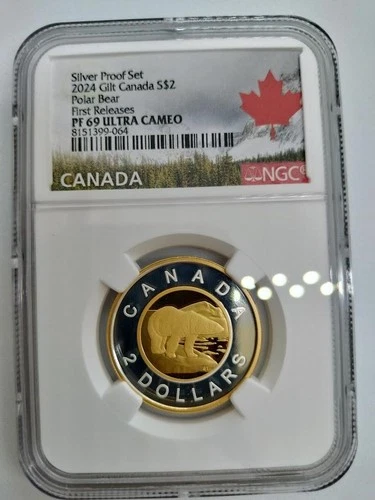 Silver Proof Set
2024 Gilt Canada S$2
Polar Bear
First Releases
PF 69 ULTRA CAMEO
8151399-064
CANADA
NGC
CANADA
2 DOLLARS